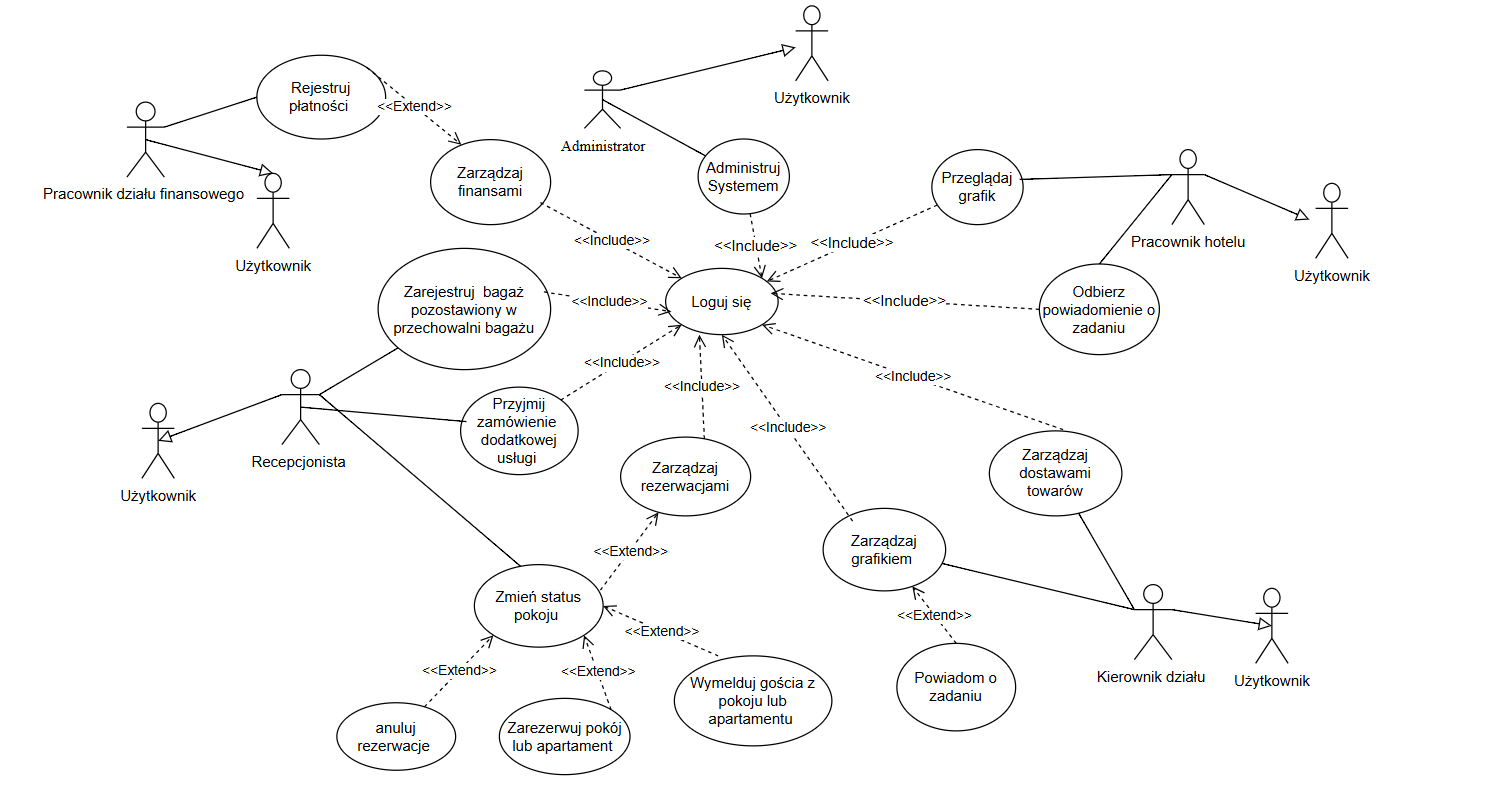 Użytkownik
Rejestruj
płatności
<<Extend>>
Administrator
Zarządzaj
finansami
Administruj
Systemem
Przeglądaj
grafik
Pracownik działu finansowego
Użytkownik
Pracownik hotelu
Użytkownik
<<Include>>
<<Include>>
<<Include>>
Zarejestruj bagaż
pozostawiony w
przechowalni bagażu
<<Include>>
Loguj się
<<Include>>
Odbierz
powiadomienie o
zadaniu
<<Include>>
<<Include>>
<<Include>>
Przyjmij
zamówienie
dodatkowej
usługi
<<Include>>
Recepcjonista
Użytkownik
Zarządzaj
rezerwacjami
Zarządzaj
dostawami
towarów
Zarządzaj
grafikiem
<<Extend>>
Zmień status
pokoju
<<Extend>>
<<Extend>>
<<Extend>>
<<Extend>>
Kierownik działu
Użytkownik
Powiadom o
zadaniu
Wymelduj gościa z
pokoju lub
apartamentu
anuluj
rezerwacje
Zarezerwuj pokój
lub apartament